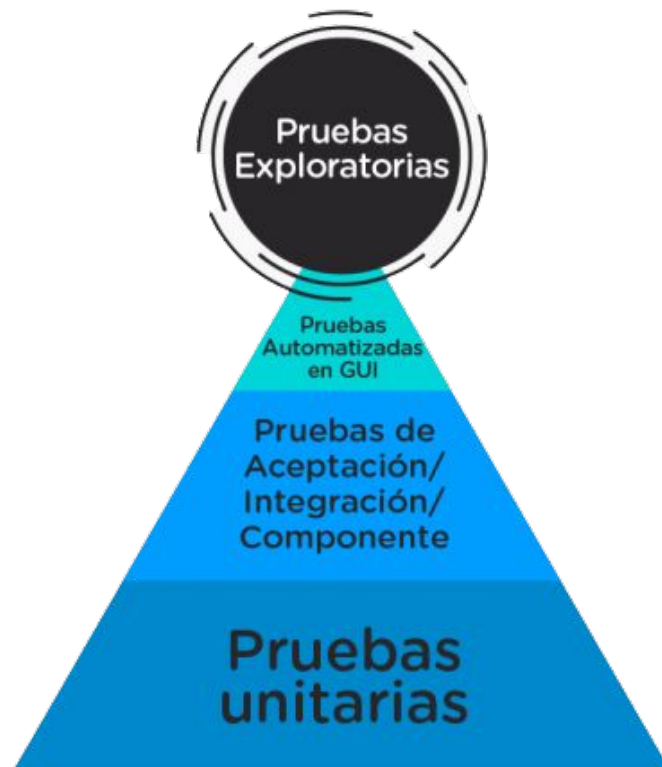 Pruebas
Exploratorias
Pruebas
Automatizadas
en GUI
Pruebas de
Aceptación/
Integración/
Componente
Pruebas
unitarias